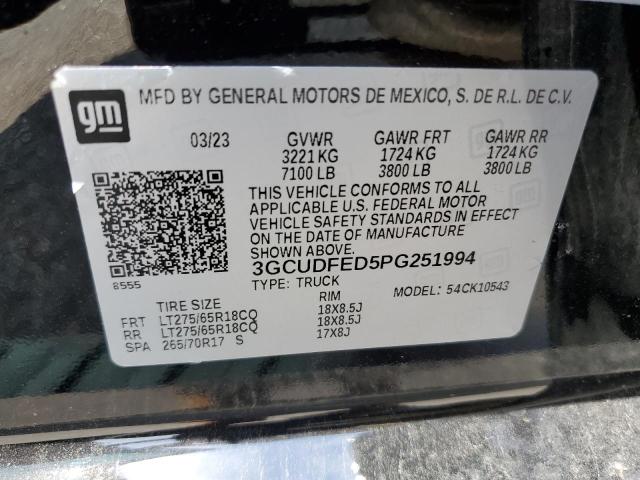 gm
MFD BY GENERAL MOTORS DE MEXICO, S. DE R.L. DE C.V.
03/23 GVWR GAWR FRT GAWR RR
3221 KG 1724 KG 1724 KG
7100 LB 3800 LB 3800 LB
THIS VEHICLE CONFORMS TO ALL
APPLICABLE U.S. FEDERAL MOTOR
VEHICLE SAFETY STANDARDS IN EFFECT
ON THE DATE OF MANUFACTURE
SHOWN ABOVE.
3GCUDFED5PG251994
8555 TYPE: TRUCK MODEL: 54CK10543
TIRE SIZE RIM
FRT LT275/65R18CQ 18X8.5J
RR LT275/65R18CQ 18X8.5J
SPA 265/70R17 S 17X8J